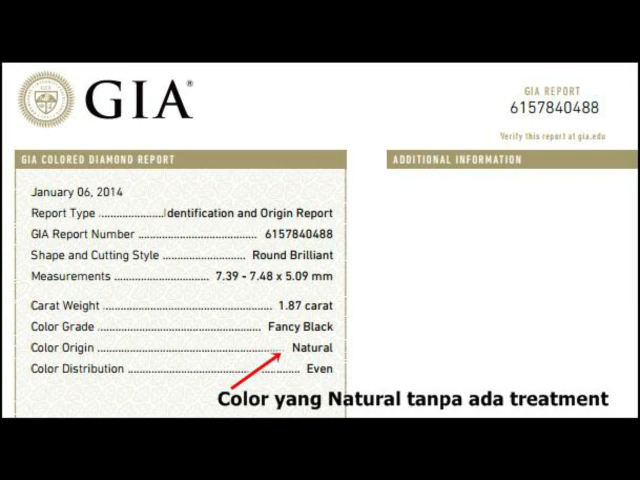 GIA®
GIA REPORT
6157840488
Verify this report at gia.edu
GIA COLORED DIAMOND REPORT
ADDITIONAL INFORMATION
January 06, 2014
Report Type ......................Identification and Origin Report
GIA Report Number ........................................ 6157840488
Shape and Cutting Style ............................ Round Brilliant
Measurements ................................ 7.39 - 7.48 x 5.09 mm
Carat Weight .......................................................... 1.87 carat
Color Grade ......................................................... Fancy Black
Color Origin ................................................................ Natural
Color Distribution ........................................................ Even
Color yang Natural tanpa ada treatment